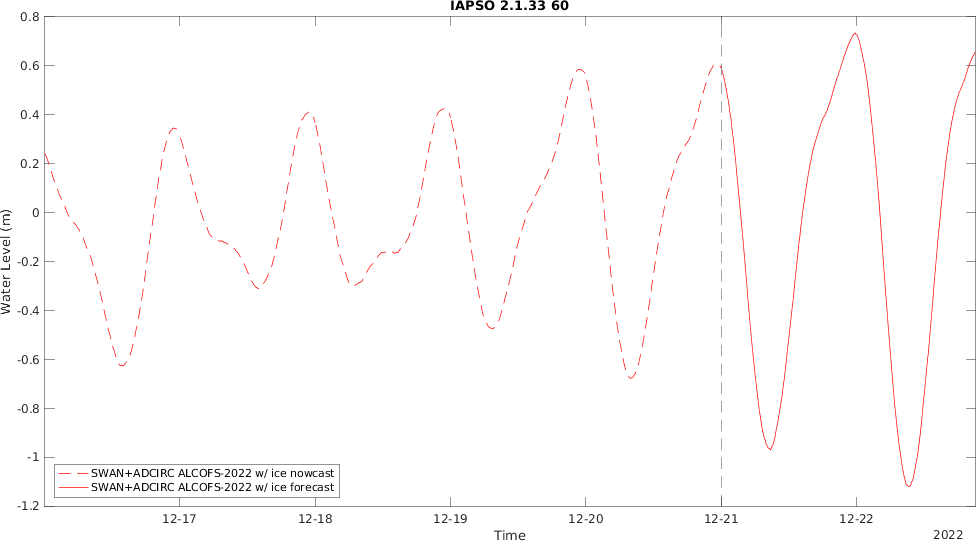 IAPSO 2.1.33 60
0.8
0.6
0.4
0.2
0
-0.2
-0.4
-0.6
-0.8
-1
-1.2
Water Level (m)
SWAN+ADCIRC ALCOFS-2022 w/ ice nowcast
SWAN+ADCIRC ALCOFS-2022 w/ ice forecast
12-17 12-18 12-19 12-20 12-21 12-22
Time
2022